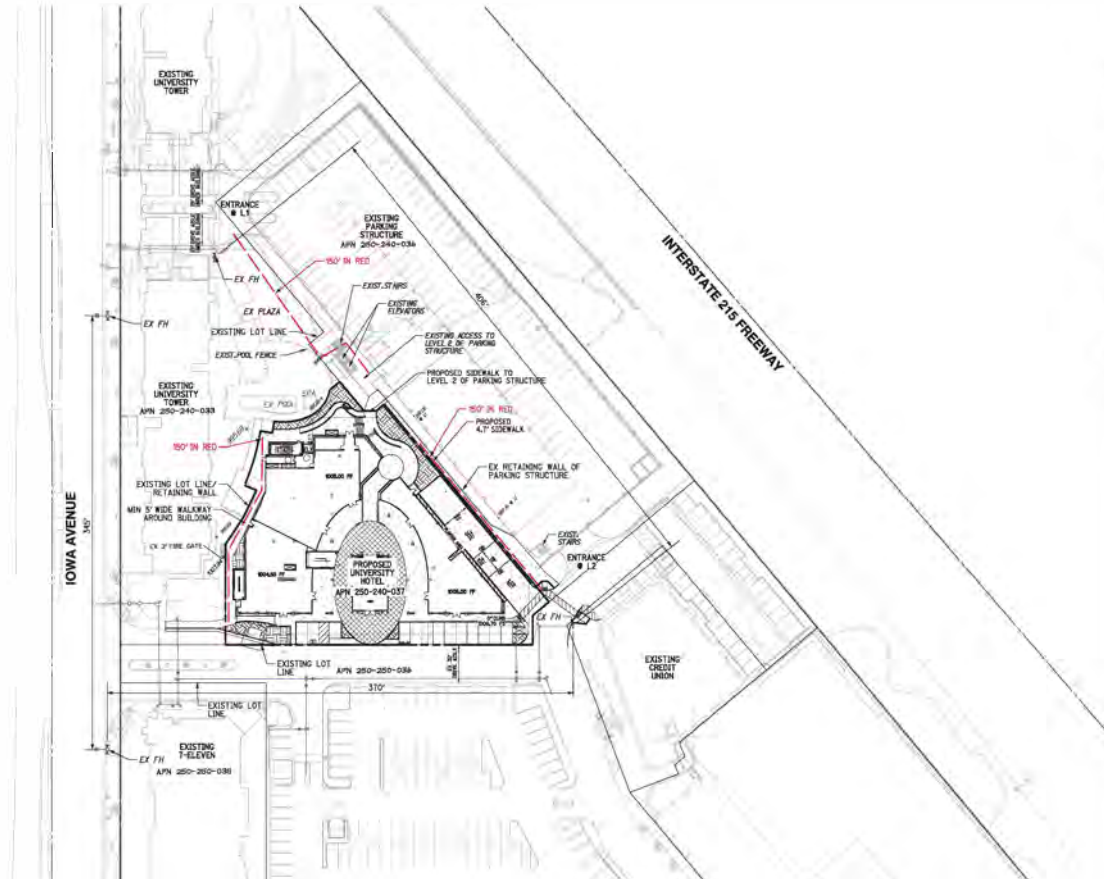 EXISTING
UNIVERSITY
TOWER
ENTRANCE
@ L1
EXISTING
PARKING
STRUCTURE
APN 250-240-036
150' IN RED
EX FH
EXIST.STAIRS
EXISTING
ELEVATORS
EX PLAZA
406'
INTERSTATE 215 FREEWAY
EX FH
EXISTING LOT LINE
EXISTING ACCESS TO
LEVEL 2 OF PARKING
STRUCTURE
EXIST.POOL FENCE
PROPOSED SIDEWALK TO
LEVEL 2 OF PARKING STRUCTURE
EXISTING
UNIVERSITY
TOWER
APN 250-240-033
EX POOL
SPA
150' IN RED
PROPOSED
4.7' SIDEWALK
150' IN RED
EX RETAINING WALL OF
PARKING STRUCTURE
EXISTING LOT LINE/
RETAINING WALL
MIN 5' WIDE WALKWAY
AROUND BUILDING
IOWA AVENUE
345'
EXIST.
STAIRS
ENTRANCE
@ L2
PROPOSED
UNIVERSITY
HOTEL
APN 250-240-037
EX FH
EXISTING LOT
LINE
APN 250-250-036
370'
EXISTING
CREDIT
UNION
EXISTING LOT
LINE
EXISTING
7-ELEVEN
EX FH